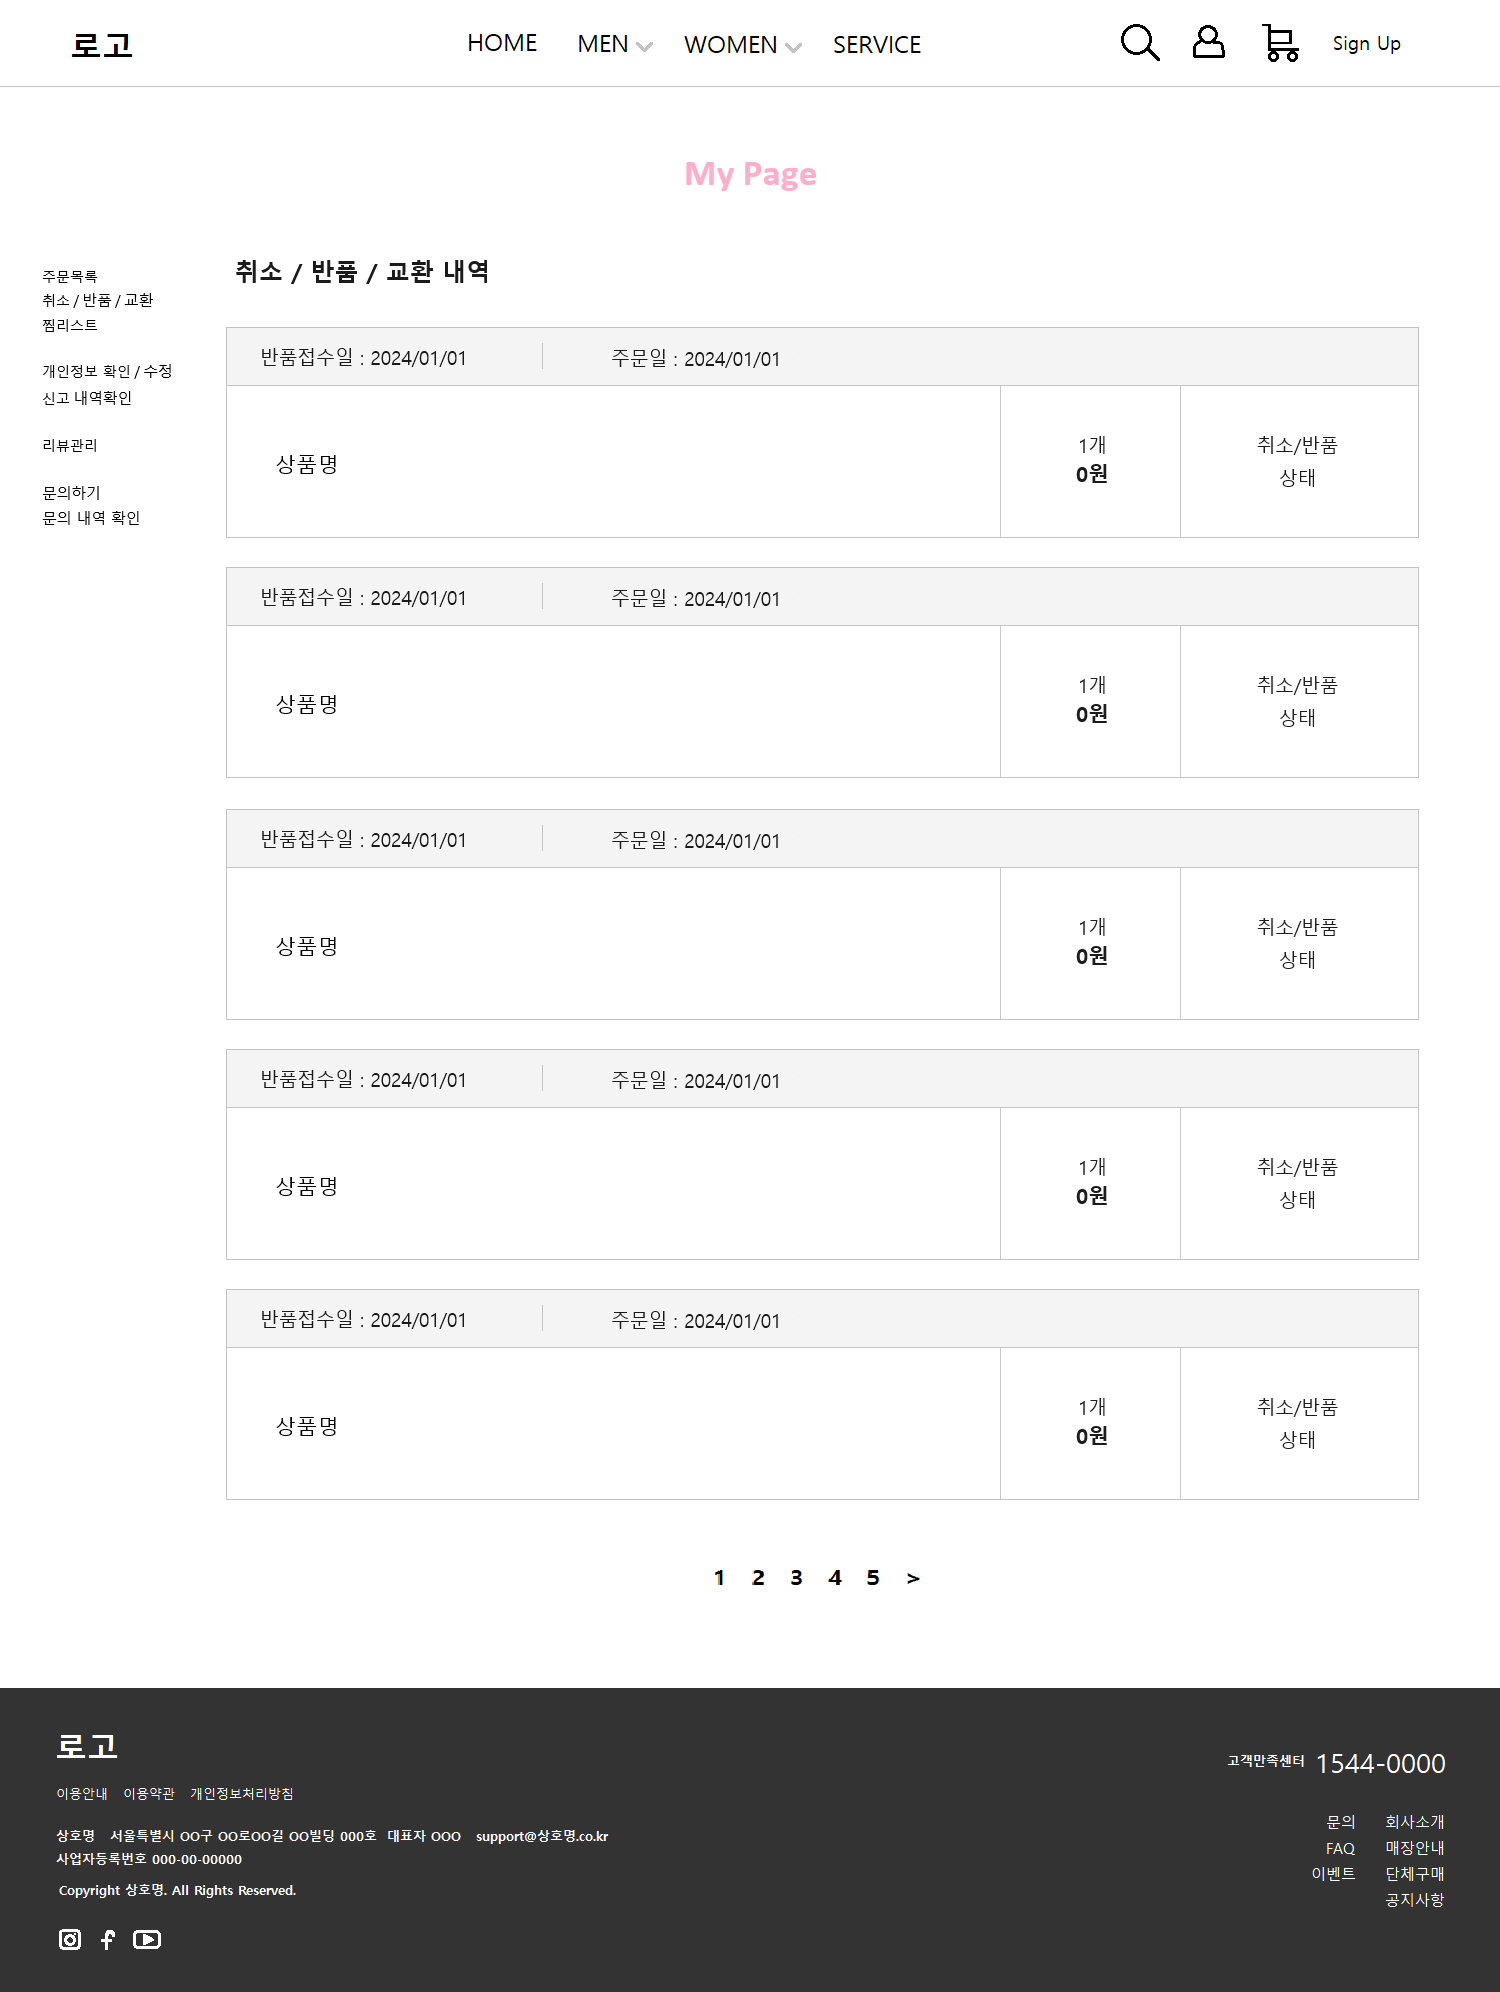 로고
HOME MEN WOMEN SERVICE
Sign Up
My Page
주문목록
취소 / 반품 / 교환
찜리스트
개인정보 확인 / 수정
신고 내역확인
리뷰관리
문의하기
문의 내역 확인
취소 / 반품 / 교환 내역
반품접수일 : 2024/01/01 주문일 : 2024/01/01
상품명
1개
0원
취소/반품
상태
반품접수일 : 2024/01/01 주문일 : 2024/01/01
상품명
1개
0원
취소/반품
상태
반품접수일 : 2024/01/01 주문일 : 2024/01/01
상품명
1개
0원
취소/반품
상태
반품접수일 : 2024/01/01 주문일 : 2024/01/01
상품명
1개
0원
취소/반품
상태
반품접수일 : 2024/01/01 주문일 : 2024/01/01
상품명
1개
0원
취소/반품
상태
1 2 3 4 5 >
로고
이용안내 이용약관 개인정보처리방침
상호명 서울특별시 OO구 OO로OO길 OO빌딩 000호 대표자 OOO support@상호명.co.kr
사업자등록번호 000-00-00000
Copyright 상호명. All Rights Reserved.
고객만족센터 1544-0000
문의 회사소개
FAQ 매장안내
이벤트 단체구매
공지사항